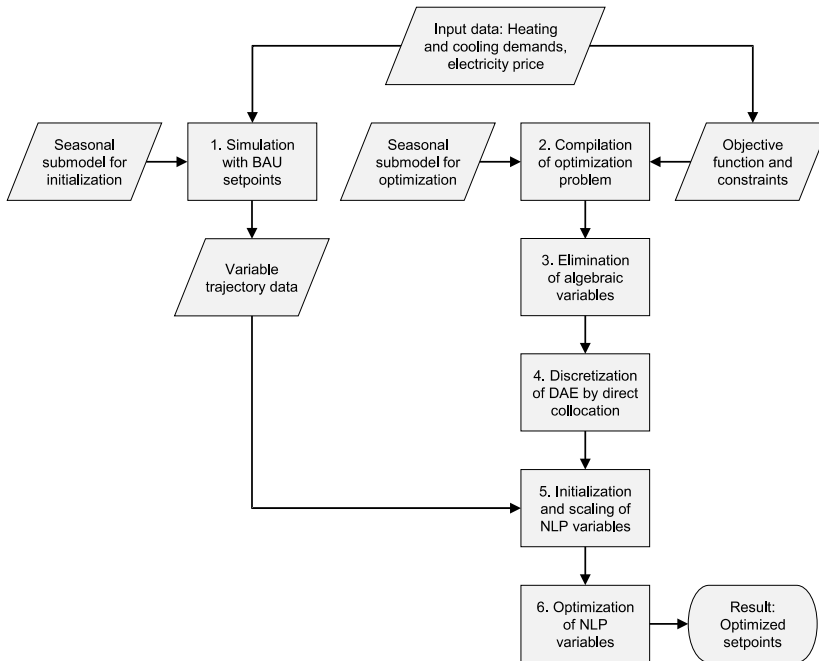 Input data: Heating
and cooling demands,
electricity price
Seasonal
submodel for
initialization
1. Simulation
with BAU
setpoints
Seasonal
submodel for
optimization
2. Compilation
of optimization
problem
Objective
function and
constraints
Variable
trajectory data
3. Elimination
of algebraic
variables
4. Discretization
of DAE by direct
collocation
5. Initialization
and scaling of
NLP variables
6. Optimization
of NLP
variables
Result:
Optimized
setpoints